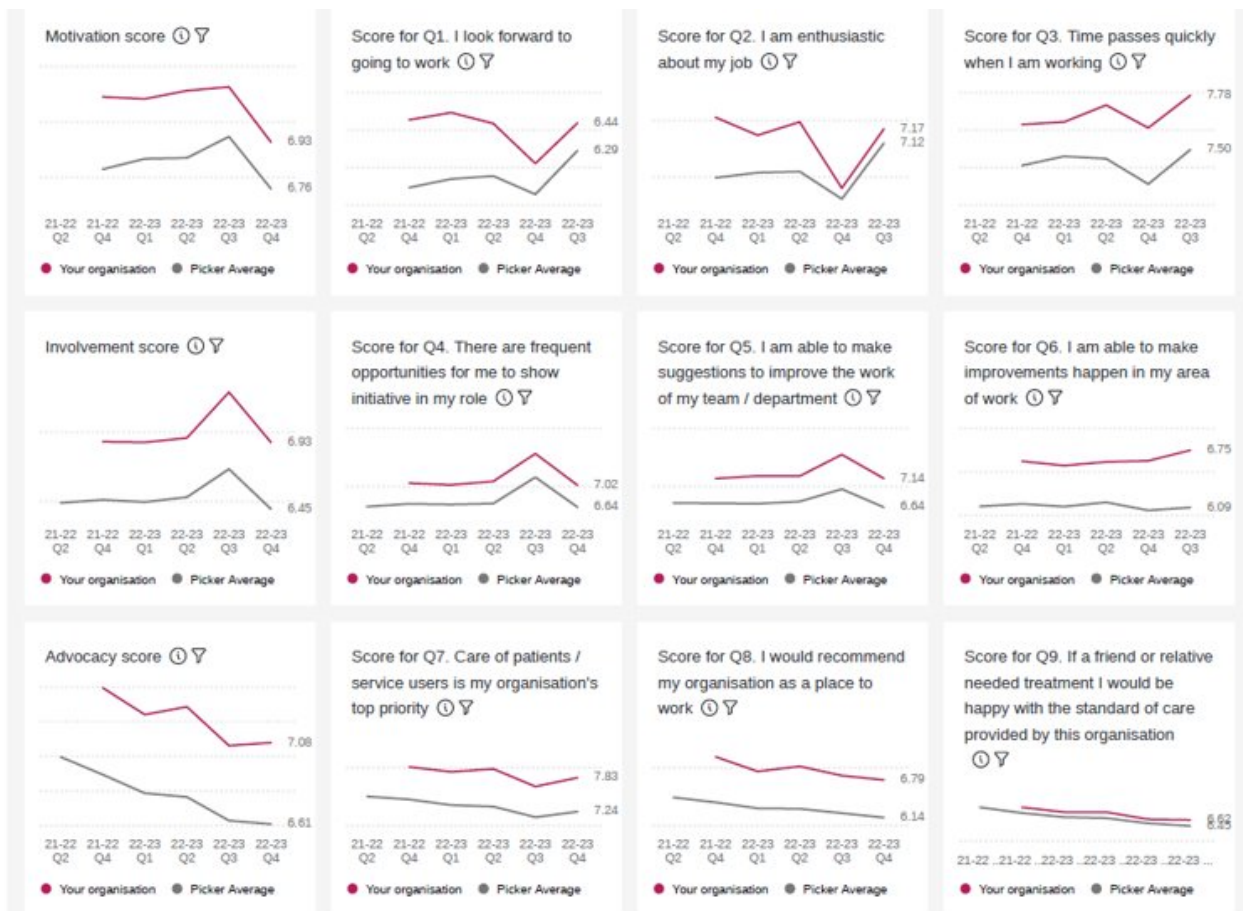 Motivation score
6.93
6.76
21-22 21-22 22-23 22-23 22-23 22-23
Q2 Q4 Q1 Q2 Q3 Q4
Your organisation Picker Average
Score for Q1. I look forward to
going to work
6.44
6.29
21-22 21-22 22-23 22-23 22-23 22-23
Q2 Q4 Q1 Q2 Q4 Q3
Your organisation Picker Average
Score for Q2. I am enthusiastic
about my job
7.17
7.12
21-22 21-22 22-23 22-23 22-23 22-23
Q2 Q4 Q1 Q2 Q4 Q3
Your organisation Picker Average
Score for Q3. Time passes quickly
when I am working
7.78
7.50
21-22 21-22 22-23 22-23 22-23 22-23
Q2 Q4 Q1 Q2 Q4 Q3
Your organisation Picker Average
Involvement score
6.93
6.45
21-22 21-22 22-23 22-23 22-23 22-23
Q2 Q4 Q1 Q2 Q3 Q4
Your organisation Picker Average
Score for Q4. There are frequent
opportunities for me to show
initiative in my role
7.02
6.64
21-22 21-22 22-23 22-23 22-23 22-23
Q2 Q4 Q1 Q2 Q3 Q4
Your organisation Picker Average
Score for Q5. I am able to make
suggestions to improve the work
of my team / department
7.14
6.64
21-22 21-22 22-23 22-23 22-23 22-23
Q2 Q4 Q1 Q2 Q3 Q4
Your organisation Picker Average
Score for Q6. I am able to make
improvements happen in my area
of work
6.75
6.09
21-22 21-22 22-23 22-23 22-23 22-23
Q2 Q4 Q1 Q2 Q4 Q3
Your organisation Picker Average
Advocacy score
7.08
6.61
21-22 21-22 22-23 22-23 22-23 22-23
Q2 Q4 Q1 Q2 Q3 Q4
Your organisation Picker Average
Score for Q7. Care of patients /
service users is my organisation's
top priority
7.83
7.24
21-22 21-22 22-23 22-23 22-23 22-23
Q2 Q4 Q1 Q2 Q3 Q4
Your organisation Picker Average
Score for Q8. I would recommend
my organisation as a place to
work
6.79
6.14
21-22 21-22 22-23 22-23 22-23 22-23
Q2 Q4 Q1 Q2 Q3 Q4
Your organisation Picker Average
Score for Q9. If a friend or relative
needed treatment I would be
happy with the standard of care
provided by this organisation
21-22 ...21-22 ...22-23 ...22-23 ...22-23 ...22-23 ...
Your organisation Picker Average